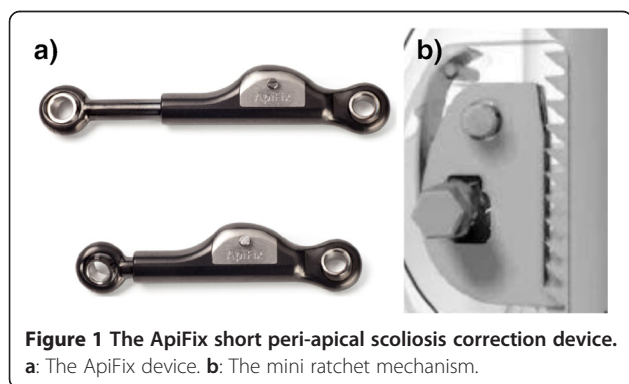 a)
b)
ApiFix
ApiFix
Figure 1 The ApiFix short peri-apical scoliosis correction device.
a: The ApiFix device. b: The mini ratchet mechanism.